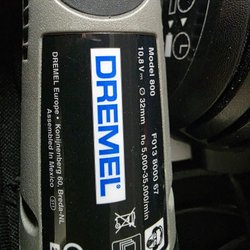 DREMEL
Model 800
F013 8000 67
10,8 V ⎓ ∅ 32mm
n₀ 5,000-35,000/min
DREMEL Europe • Konijnenberg 60, Breda-NL
Assembled in Mexico